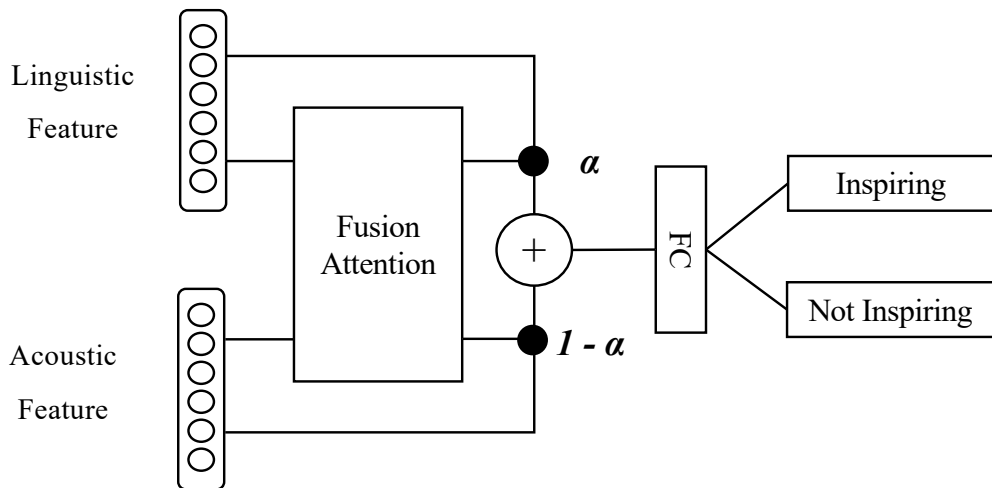 Linguistic
Feature
Fusion
Attention
α
+
1 - α
FC
Inspiring
Not Inspiring
Acoustic
Feature